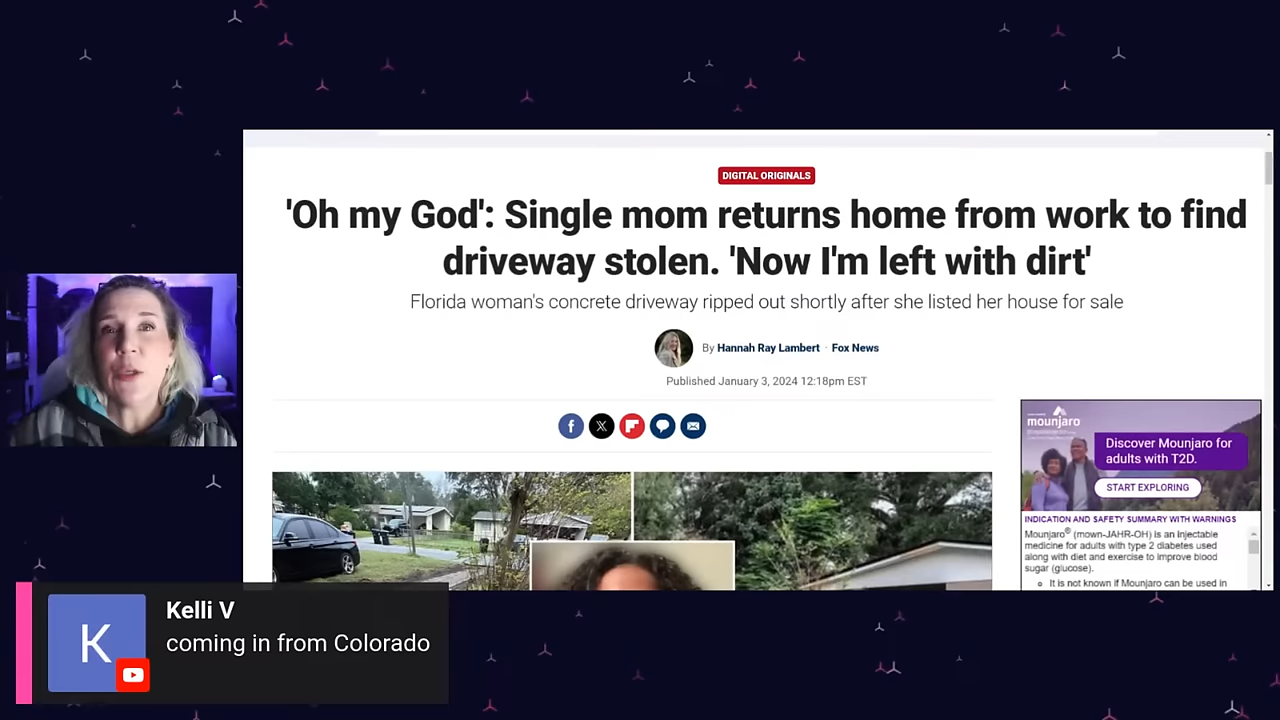 DIGITAL ORIGINALS
'Oh my God': Single mom returns home from work to find
driveway stolen. 'Now I'm left with dirt'
Florida woman's concrete driveway ripped out shortly after she listed her house for sale
By Hannah Ray Lambert · Fox News
Published January 3, 2024 12:18pm EST
mounjaro
Discover Mounjaro for
adults with T2D.
START EXPLORING
INDICATION AND SAFETY SUMMARY WITH WARNINGS
Mounjaro® (mown-JAHR-OH) is an injectable
medicine for adults with type 2 diabetes used
along with diet and exercise to improve blood
sugar (glucose).
It is not known if Mounjaro can be used in
K
Kelli V
coming in from Colorado